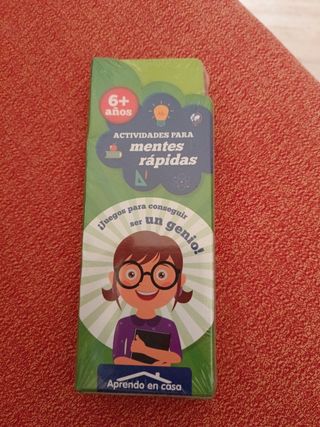 6+
años
ACTIVIDADES PARA
mentes
rápidas
¡Juegos para conseguir
ser un genio!
Aprendo en casa